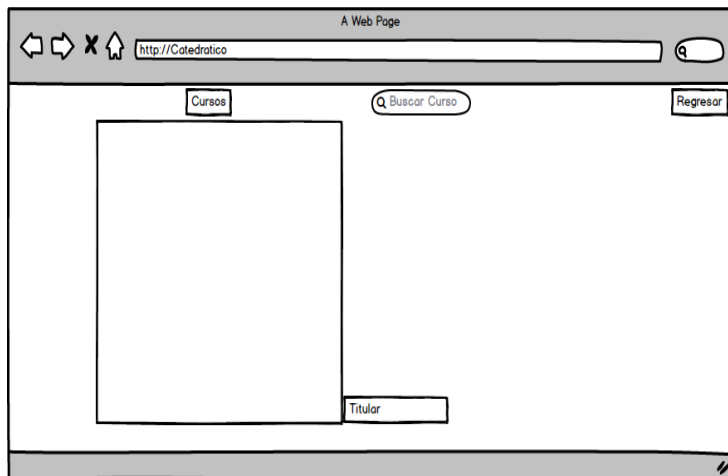 A Web Page
http://Catedratico
Cursos
Buscar Curso
Regresar
Titular